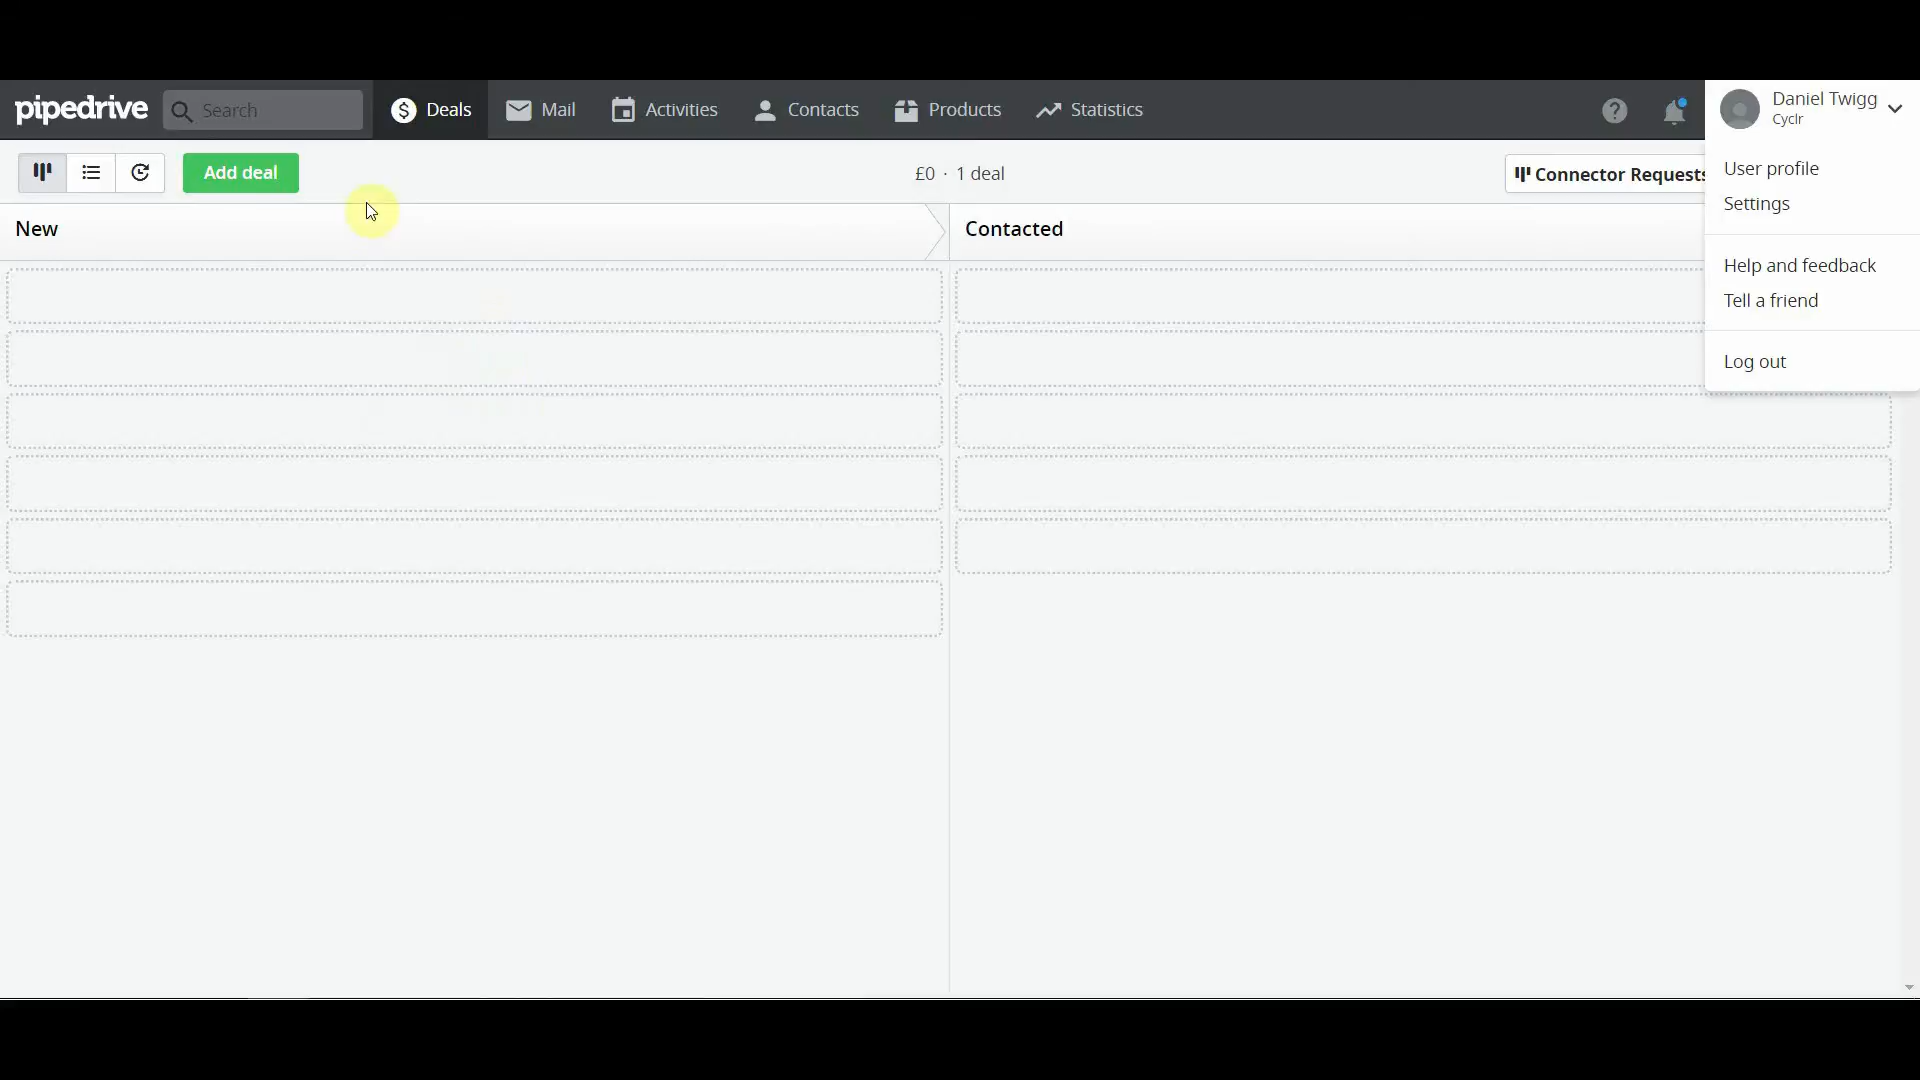 pipedrive
Search
Deals
Mail
Activities
Contacts
Products
Statistics
Daniel Twigg
Cyclr
Add deal
£0 · 1 deal
Connector Requests
User profile
Settings
New
Contacted
Help and feedback
Tell a friend
Log out